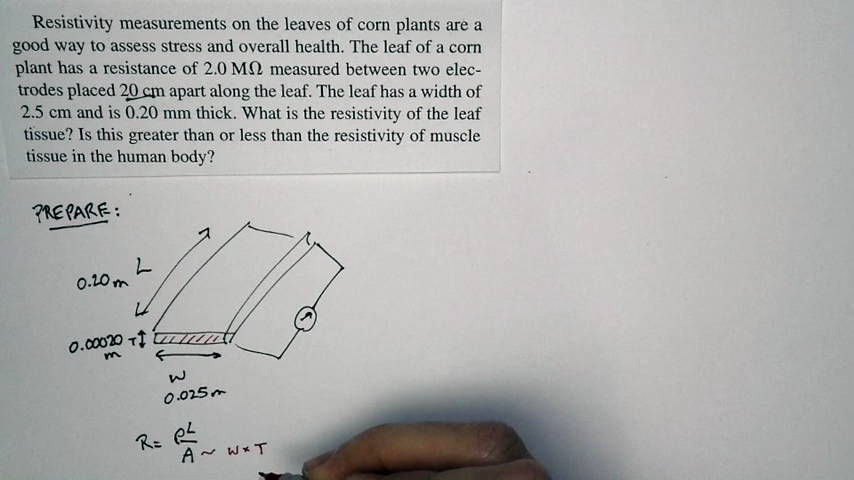 Resistivity measurements on the leaves of corn plants are a
good way to assess stress and overall health. The leaf of a corn
plant has a resistance of 2.0 MΩ measured between two elec-
trodes placed 20 cm apart along the leaf. The leaf has a width of
2.5 cm and is 0.20 mm thick. What is the resistivity of the leaf
tissue? Is this greater than or less than the resistivity of muscle
tissue in the human body?
PREPARE:
L
0.20m
0.00020 T
m
W
0.025m
R= ρL
A ~ W×T